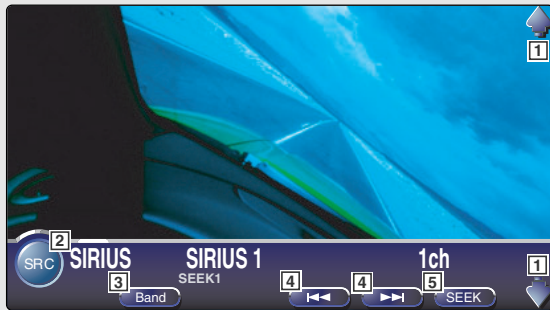 1
2
SRC SIRIUS SIRIUS 1 1ch
SEEK1
3 4 4 5 1
Band SEEK